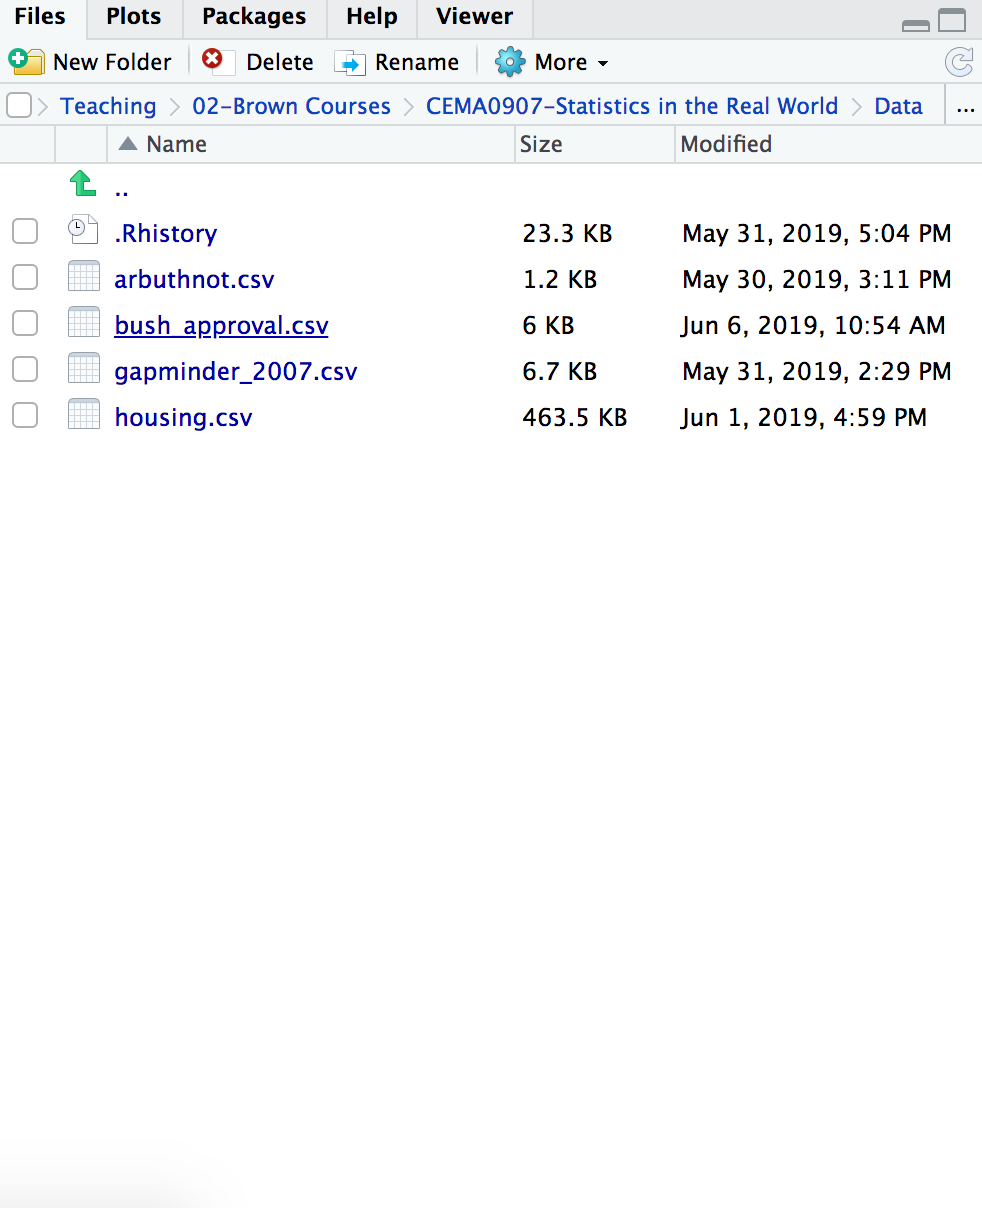 Files Plots Packages Help Viewer
New Folder Delete Rename More
Teaching 02-Brown Courses CEMA0907-Statistics in the Real World Data ...
Name Size Modified
..
.Rhistory 23.3 KB May 31, 2019, 5:04 PM
arbuthnot.csv 1.2 KB May 30, 2019, 3:11 PM
bush_approval.csv 6 KB Jun 6, 2019, 10:54 AM
gapminder_2007.csv 6.7 KB May 31, 2019, 2:29 PM
housing.csv 463.5 KB Jun 1, 2019, 4:59 PM